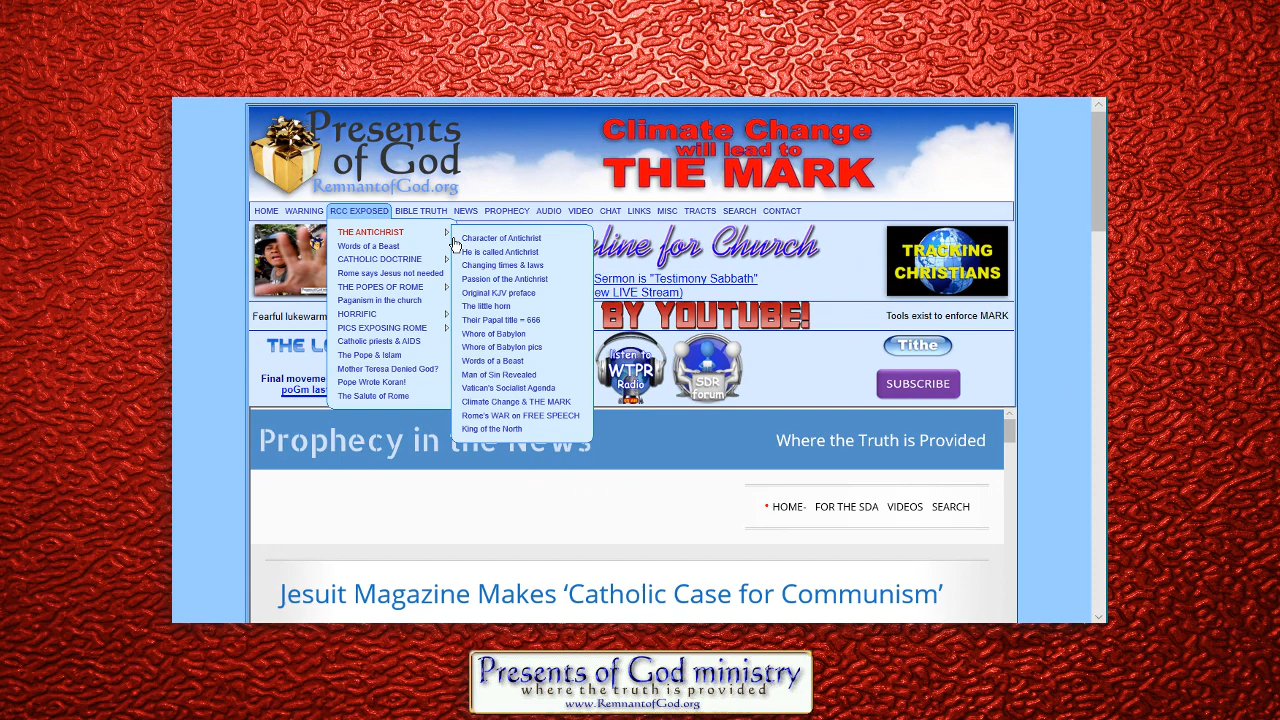 Presents
of God
RemnantofGod.org
Climate Change
will lead to
THE MARK
HOME WARNING RCC EXPOSED BIBLE TRUTH NEWS PROPHECY AUDIO VIDEO CHAT LINKS MISC TRACTS SEARCH CONTACT
THE ANTICHRIST
Words of a Beast
CATHOLIC DOCTRINE
Rome says Jesus not needed
THE POPES OF ROME
Paganism in the church
HORRIFIC
PICS EXPOSING ROME
Catholic priests & AIDS
The Pope & Islam
Mother Teresa Denied God?
Pope Wrote Koran!
The Salute of Rome
Character of Antichrist
He is called Antichrist
Changing times & laws
Passion of the Antichrist
Original KJV preface
The little horn
Their Papal title = 666
Whore of Babylon
Whore of Babylon pics
Words of a Beast
Man of Sin Revealed
Vatican's Socialist Agenda
Climate Change & THE MARK
Rome's WAR on FREE SPEECH
King of the North
for Church
Sermon is "Testimony Sabbath"
LIVE Stream)
TRACKING
CHRISTIANS
Fearful
BY YOUTUBE!
Tools exist to enforce MARK
THE
Final
poGm
listen to
WTPR
Radio
SDR
forum
Tithe
SUBSCRIBE
Prophecy in the News
Where the Truth is Provided
HOME- FOR THE SDA VIDEOS SEARCH
Jesuit Magazine Makes ‘Catholic Case for Communism’
Presents of God ministry
where the truth is provided
www.RemnantofGod.org